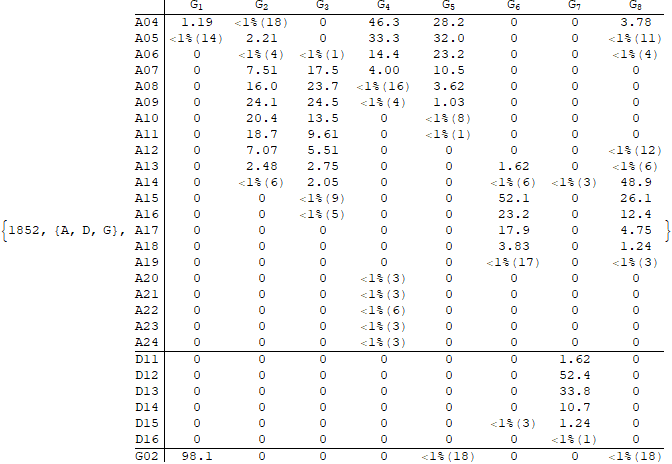 G₁ G₂ G₃ G₄ G₅ G₆ G₇ G₈
A04 1.19 <1%(18) 0 46.3 28.2 0 0 3.78
A05 <1%(14) 2.21 0 33.3 32.0 0 0 <1%(11)
A06 0 <1%(4) <1%(1) 14.4 23.2 0 0 <1%(4)
A07 0 7.51 17.5 4.00 10.5 0 0 0
A08 0 16.0 23.7 <1%(16) 3.62 0 0 0
A09 0 24.1 24.5 <1%(4) 1.03 0 0 0
A10 0 20.4 13.5 0 <1%(8) 0 0 0
A11 0 18.7 9.61 0 <1%(1) 0 0 0
A12 0 7.07 5.51 0 0 0 0 <1%(12)
A13 0 2.48 2.75 0 0 1.62 0 <1%(6)
A14 0 <1%(6) 2.05 0 0 <1%(6) <1%(3) 48.9
A15 0 0 <1%(9) 0 0 52.1 0 26.1
A16 0 0 <1%(5) 0 0 23.2 0 12.4
{1852, {A, D, G}, A17 0 0 0 0 0 17.9 0 4.75 }
A18 0 0 0 0 0 3.83 0 1.24
A19 0 0 0 0 0 <1%(17) 0 <1%(3)
A20 0 0 0 <1%(3) 0 0 0 0
A21 0 0 0 <1%(3) 0 0 0 0
A22 0 0 0 <1%(6) 0 0 0 0
A23 0 0 0 <1%(3) 0 0 0 0
A24 0 0 0 <1%(3) 0 0 0 0
D11 0 0 0 0 0 0 1.62 0
D12 0 0 0 0 0 0 52.4 0
D13 0 0 0 0 0 0 33.8 0
D14 0 0 0 0 0 0 10.7 0
D15 0 0 0 0 0 <1%(3) 1.24 0
D16 0 0 0 0 0 0 <1%(1) 0
G02 98.1 0 0 0 <1%(18) 0 0 <1%(18)